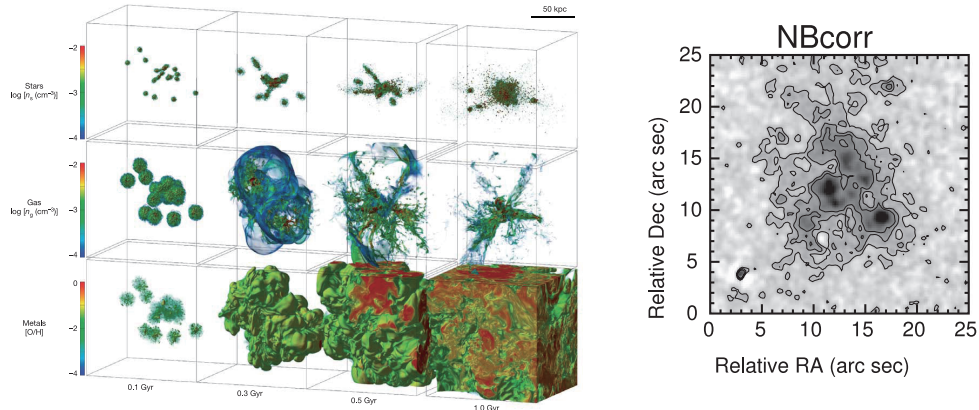 50 kpc
−2
Stars
log [n_s (cm⁻³)]
−3
−4
−2
Gas
log [n_g (cm⁻³)]
−3
−4
0
Metals
[O/H]
−2
−4
0.1 Gyr
0.3 Gyr
0.5 Gyr
1.0 Gyr
NBcorr
25
20
15
10
5
0
Relative Dec (arc sec)
0 5 10 15 20 25
Relative RA (arc sec)